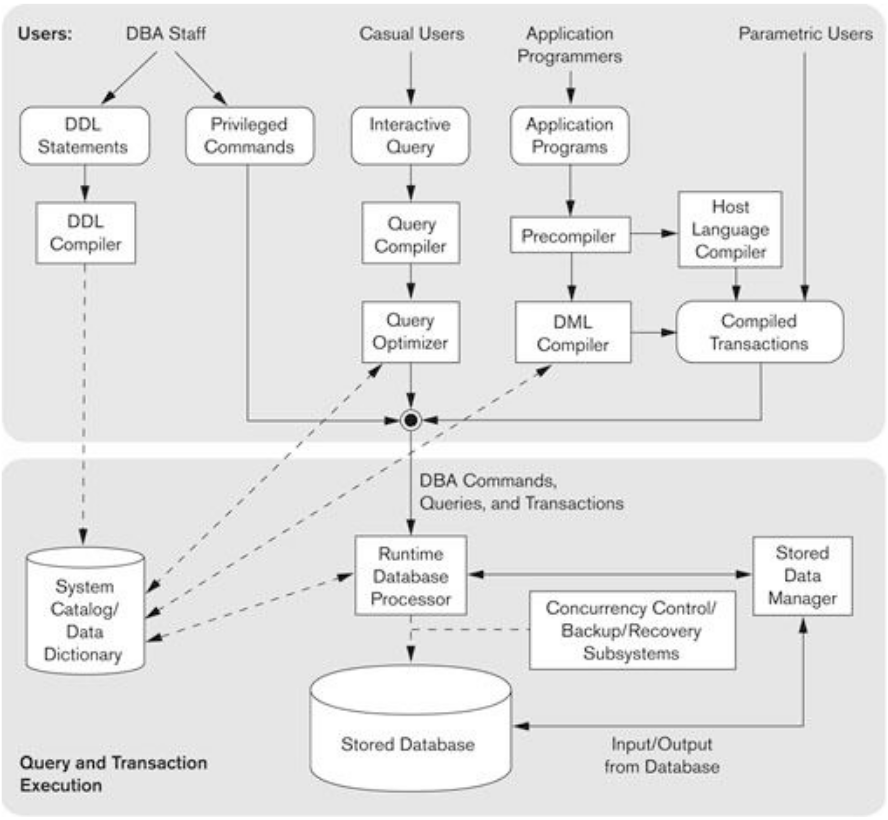 Users:
DBA Staff
Casual Users
Application
Programmers
Parametric Users
DDL
Statements
Privileged
Commands
Interactive
Query
Application
Programs
DDL
Compiler
Query
Compiler
Precompiler
Host
Language
Compiler
Query
Optimizer
DML
Compiler
Compiled
Transactions
DBA Commands,
Queries, and Transactions
System
Catalog/
Data
Dictionary
Runtime
Database
Processor
Stored
Data
Manager
Concurrency Control/
Backup/Recovery
Subsystems
Stored Database
Input/Output
from Database
Query and Transaction
Execution